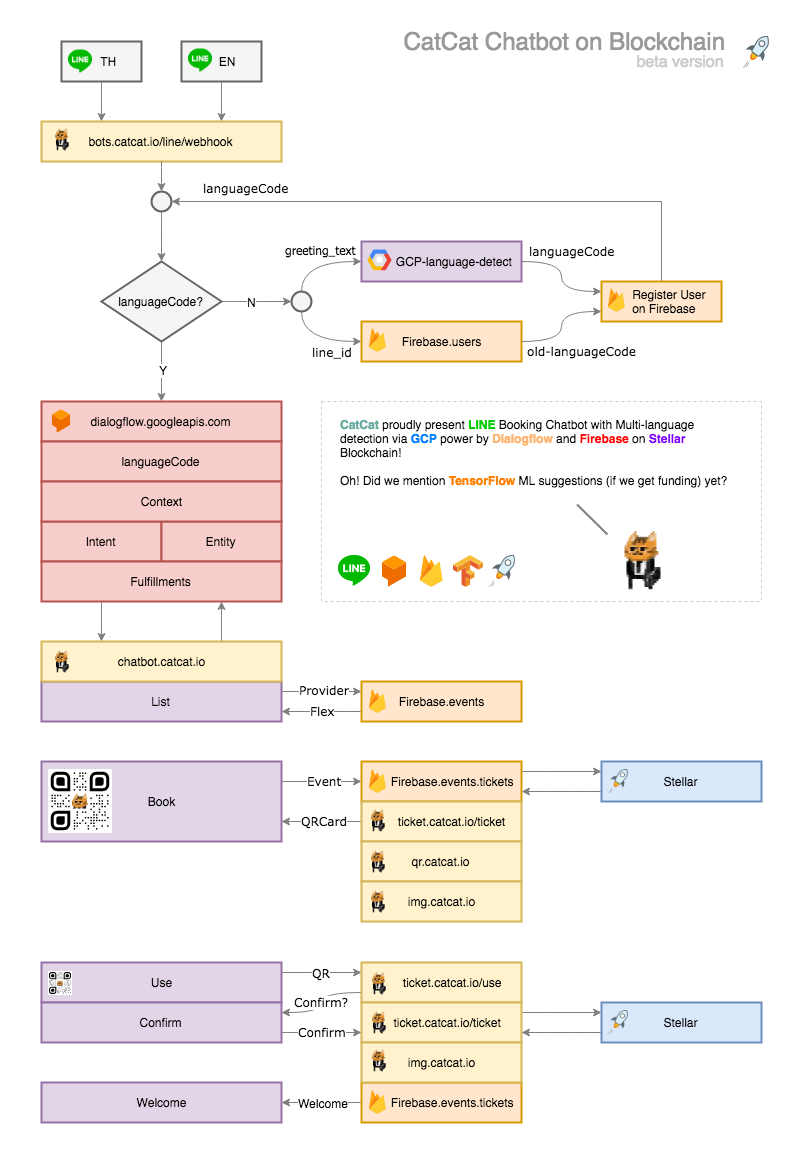 CatCat Chatbot on Blockchain
beta version
LINE TH
LINE EN
bots.catcat.io/line/webhook
languageCode
greeting_text
GCP-language-detect
languageCode
languageCode?
N
Register User
on Firebase
Firebase.users
line_id
old-languageCode
Y
dialogflow.googleapis.com
languageCode
Context
Intent
Entity
Fulfillments
CatCat proudly present LINE Booking Chatbot with Multi-language
detection via GCP power by Dialogflow and Firebase on Stellar
Blockchain!
Oh! Did we mention TensorFlow ML suggestions (if we get funding) yet?
LINE
chatbot.catcat.io
List
Provider
Flex
Firebase.events
Book
Event
QRCard
Firebase.events.tickets
ticket.catcat.io/ticket
qr.catcat.io
img.catcat.io
Stellar
Use
QR
ticket.catcat.io/use
Confirm?
Confirm
Confirm
ticket.catcat.io/ticket
Stellar
img.catcat.io
Welcome
Welcome
Firebase.events.tickets